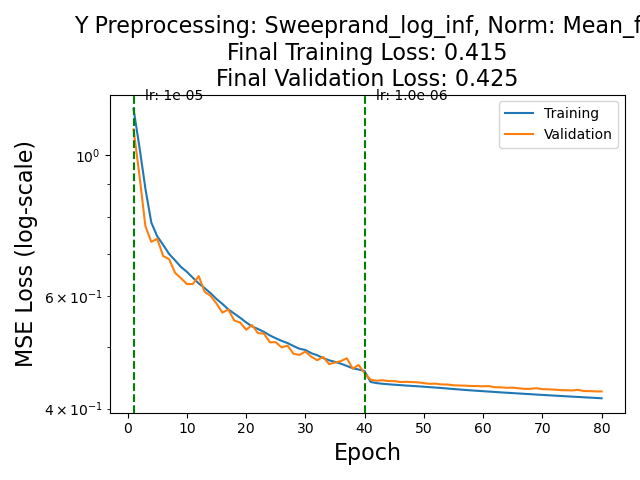 Y Preprocessing: Sweeprand_log_inf, Norm: Mean_f
Final Training Loss: 0.415
Final Validation Loss: 0.425
lr: 1e-05
lr: 1.0e-06
Training
Validation
MSE Loss (log-scale)
10⁰
6 × 10⁻¹
4 × 10⁻¹
0 10 20 30 40 50 60 70 80
Epoch